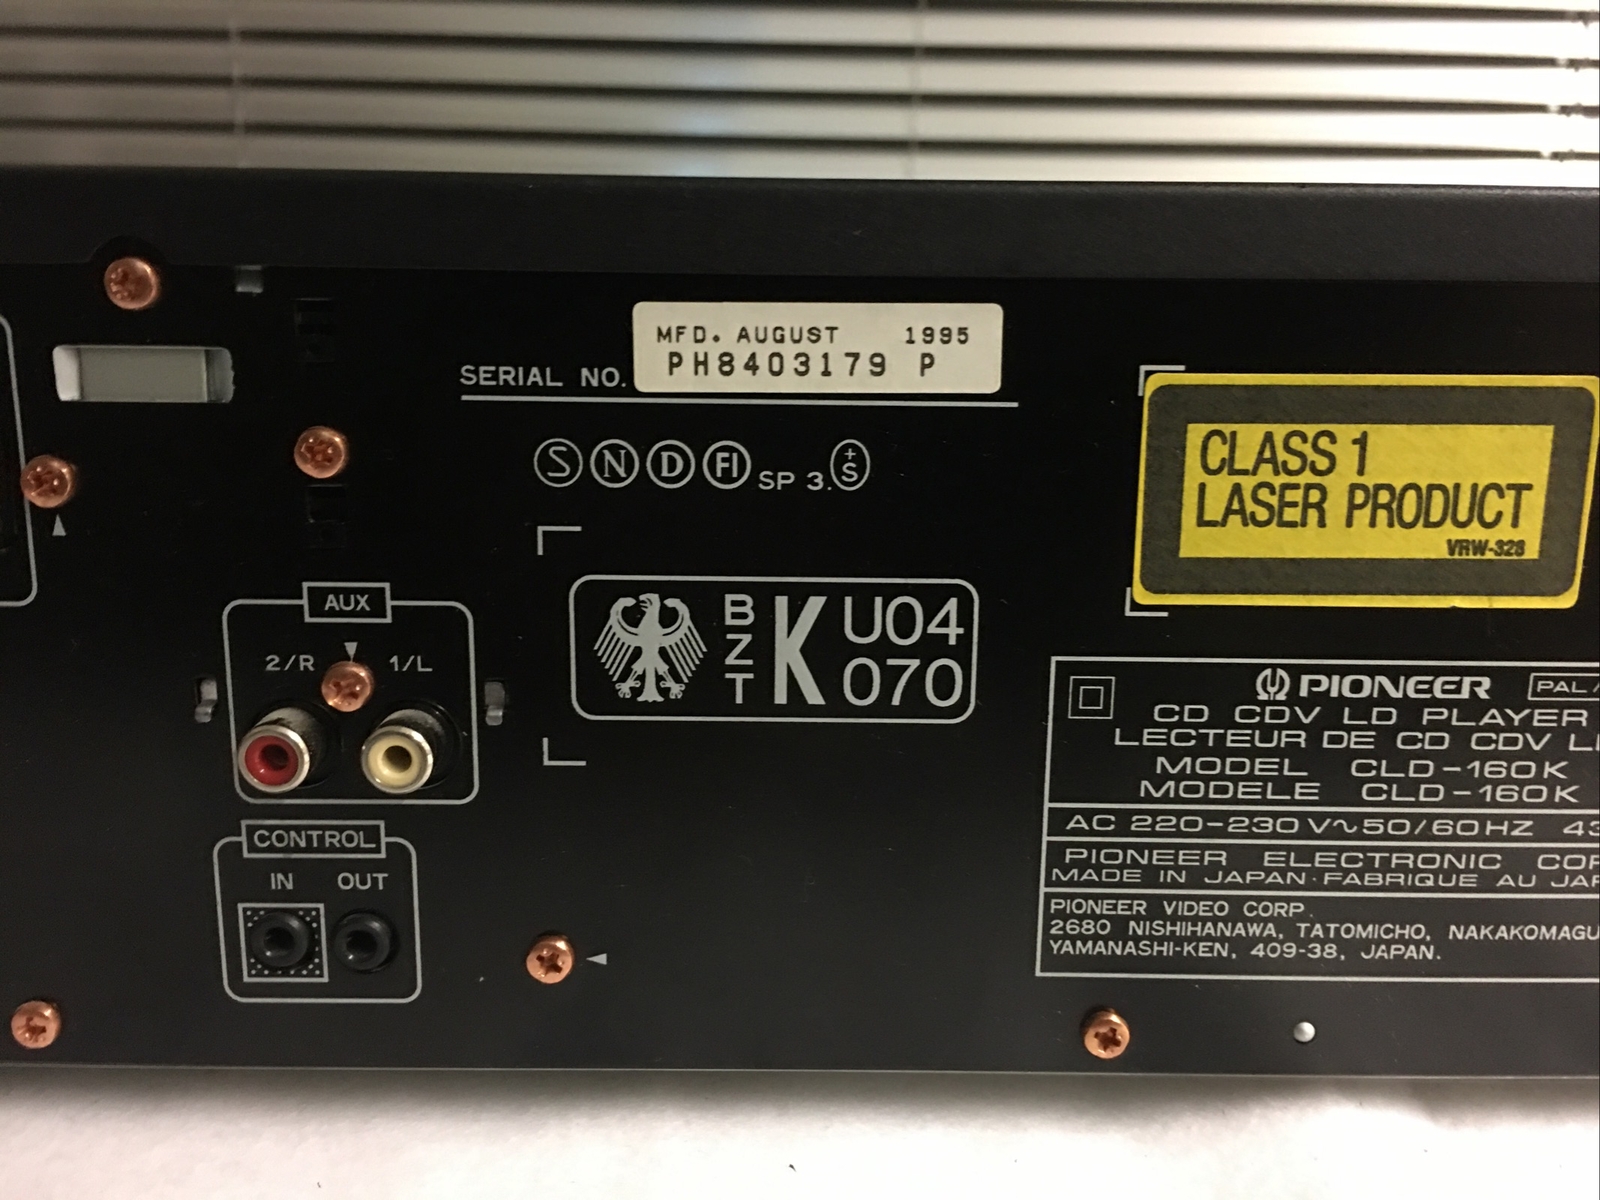 MFD. AUGUST 1995
SERIAL NO. PH8403179 P
S N D FI SP 3. +S
CLASS 1
LASER PRODUCT
VRW-328
AUX
2/R 1/L
BZT K U04
070
CONTROL
IN OUT
PIONEER PAL/
CD CDV LD PLAYER
LECTEUR DE CD CDV
MODEL CLD-160K
MODELE CLD-160K
AC 220-230V~50/60HZ
PIONEER ELECTRONIC
MADE IN JAPAN·FABRIQUE AU
PIONEER VIDEO CORP.
2680 NISHIHANAWA, TATOMICHO,
YAMANASHI-KEN, 409-38, JAPAN.